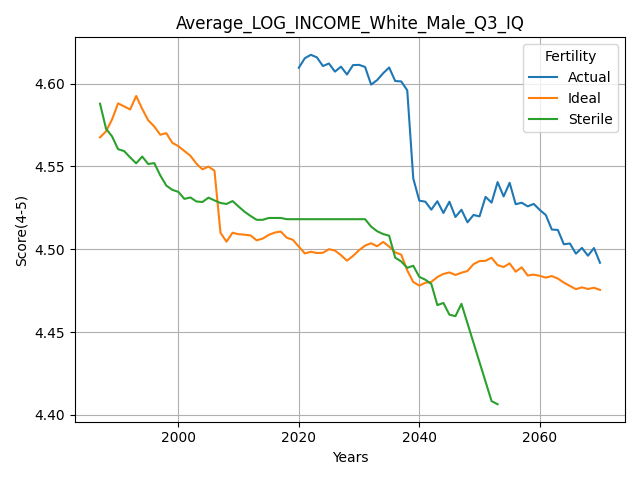 Average_LOG_INCOME_White_Male_Q3_IQ
Fertility
Actual
Ideal
Sterile
4.60
4.55
4.50
4.45
4.40
Score(4-5)
2000
2020
2040
2060
Years